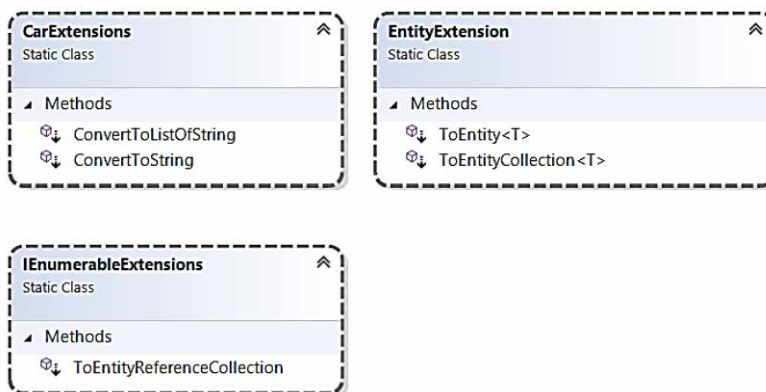 CarExtensions
Static Class
Methods
ConvertToListOfString
ConvertToString
EntityExtension
Static Class
Methods
ToEntity<T>
ToEntityCollection<T>
IEnumerableExtensions
Static Class
Methods
ToEntityReferenceCollection